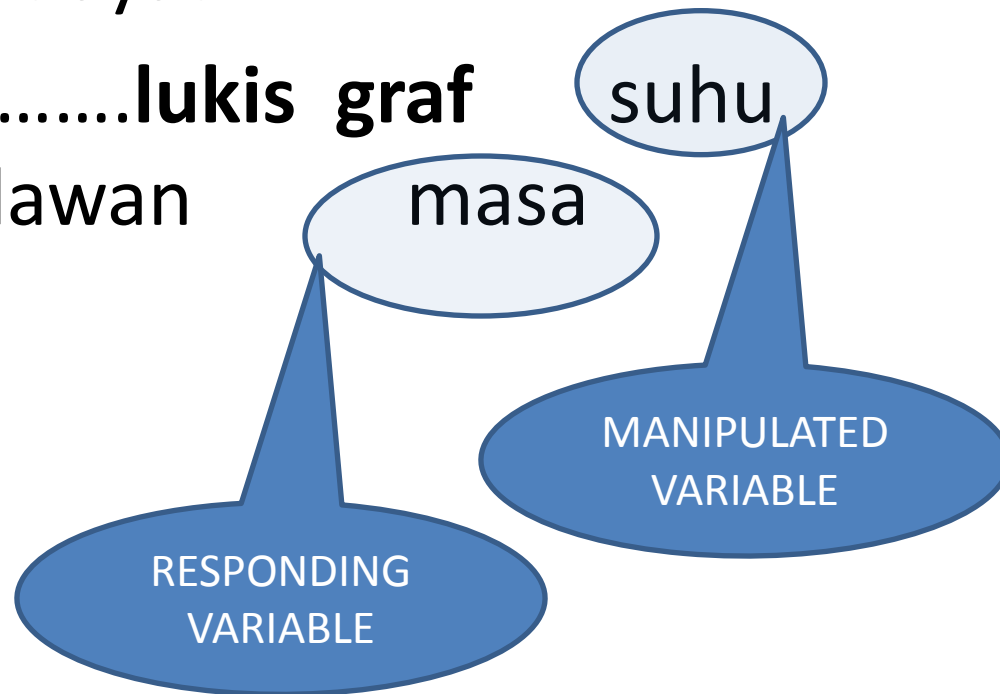 …….lukis graf suhu
lawan masa
MANIPULATED
VARIABLE
RESPONDING
VARIABLE